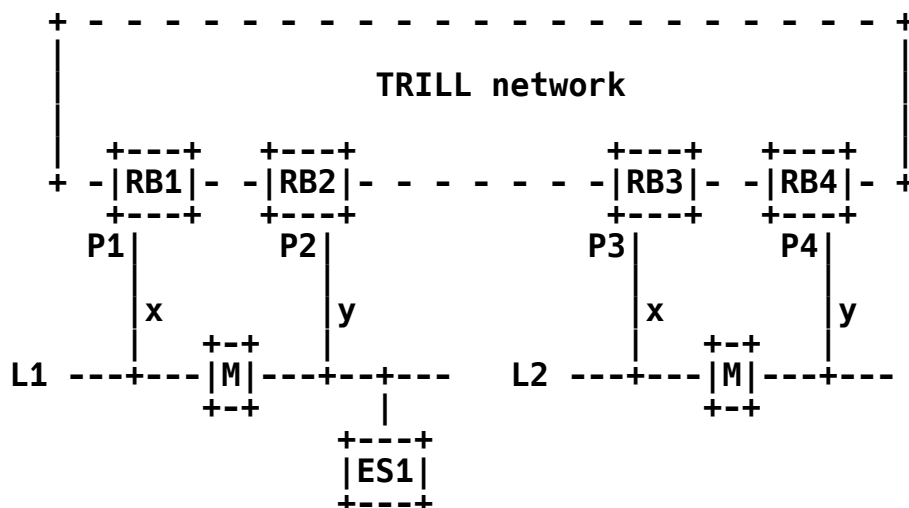 + - - - - - - - - - - - - - - - - - - - - - - +
TRILL network
+---+ +---+ +---+ +---+
+ -|RB1|- -|RB2|- - - - - - -|RB3|- -|RB4|- +
+---+ +---+ +---+ +---+
P1| P2| P3| P4|
|x |y |x |y
+-+ +-+
L1 ---+---|M|---+--+--- L2 ---+---|M|---+---
+-+ | +-+
+---+
|ES1|
+---+